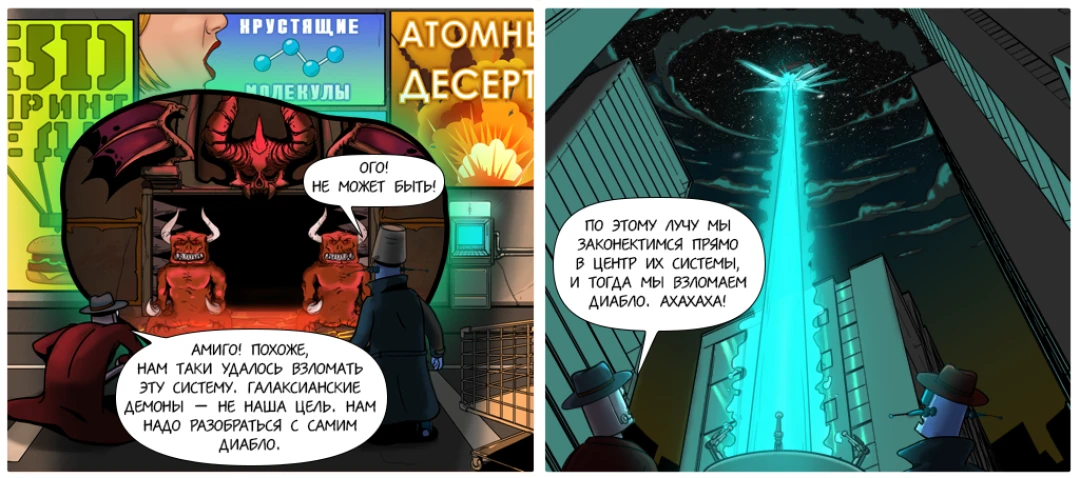 ХРУСТЯЩИЕ
МОЛЕКУЛЫ
АТОМНЫ
ДЕСЕРТ
ОГО!
НЕ МОЖЕТ БЫТЬ!
АМИГО! ПОХОЖЕ,
НАМ ТАКИ УДАЛОСЬ ВЗЛОМАТЬ
ЭТУ СИСТЕМУ. ГАЛАКСИАНСКИЕ
ДЕМОНЫ — НЕ НАША ЦЕЛЬ. НАМ
НАДО РАЗОБРАТЬСЯ С САМИМ
ДИАБЛО.
ПО ЭТОМУ ЛУЧУ МЫ
ЗАКОНЕКТИМСЯ ПРЯМО
В ЦЕНТР ИХ СИСТЕМЫ,
И ТОГДА МЫ ВЗЛОМАЕМ
ДИАБЛО. АХАХАХА!